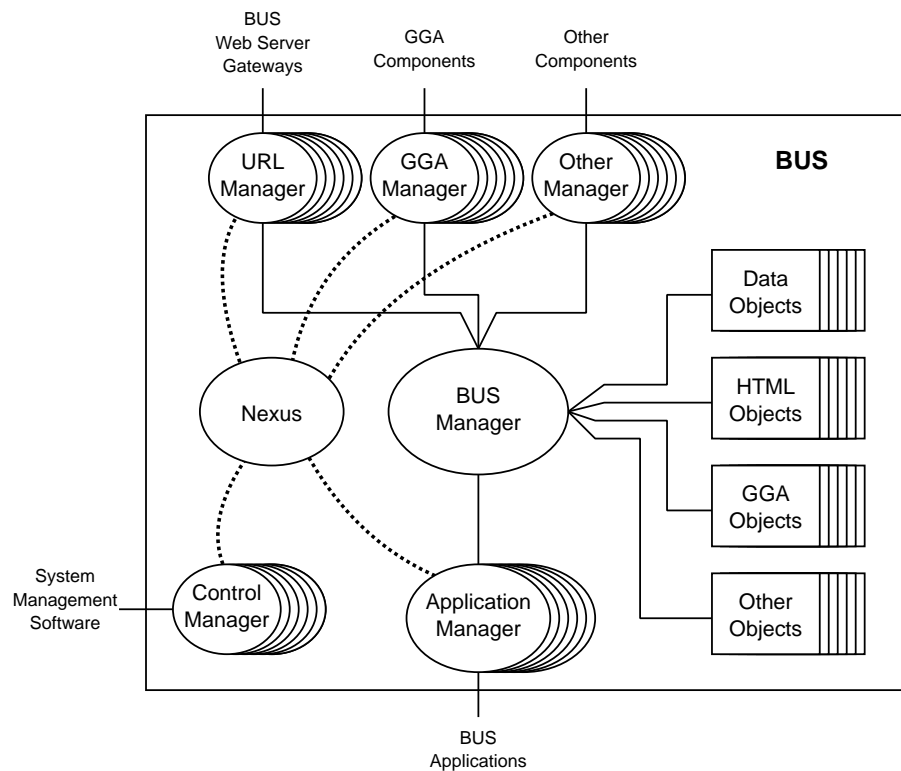 BUS
Web Server
Gateways
GGA
Components
Other
Components
BUS
URL
Manager
GGA
Manager
Other
Manager
Data
Objects
HTML
Objects
Nexus
BUS
Manager
GGA
Objects
System
Management
Software
Control
Manager
Application
Manager
Other
Objects
BUS
Applications